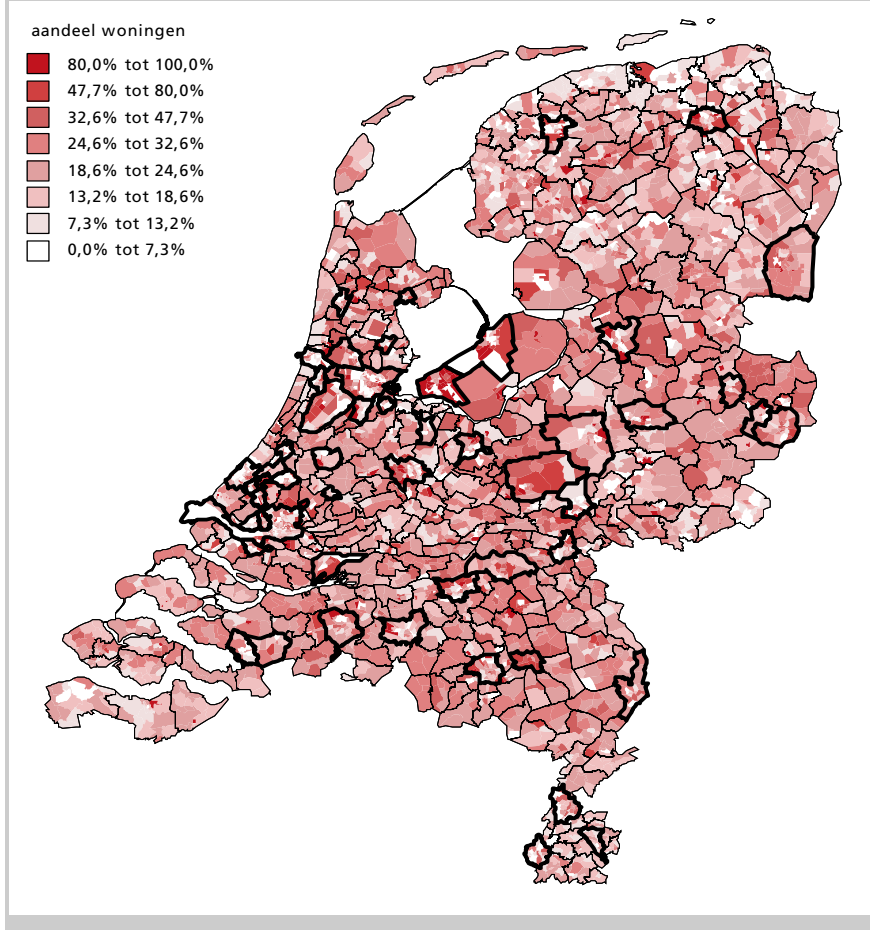 aandeel woningen
80,0% tot 100,0%
47,7% tot 80,0%
32,6% tot 47,7%
24,6% tot 32,6%
18,6% tot 24,6%
13,2% tot 18,6%
7,3% tot 13,2%
0,0% tot 7,3%